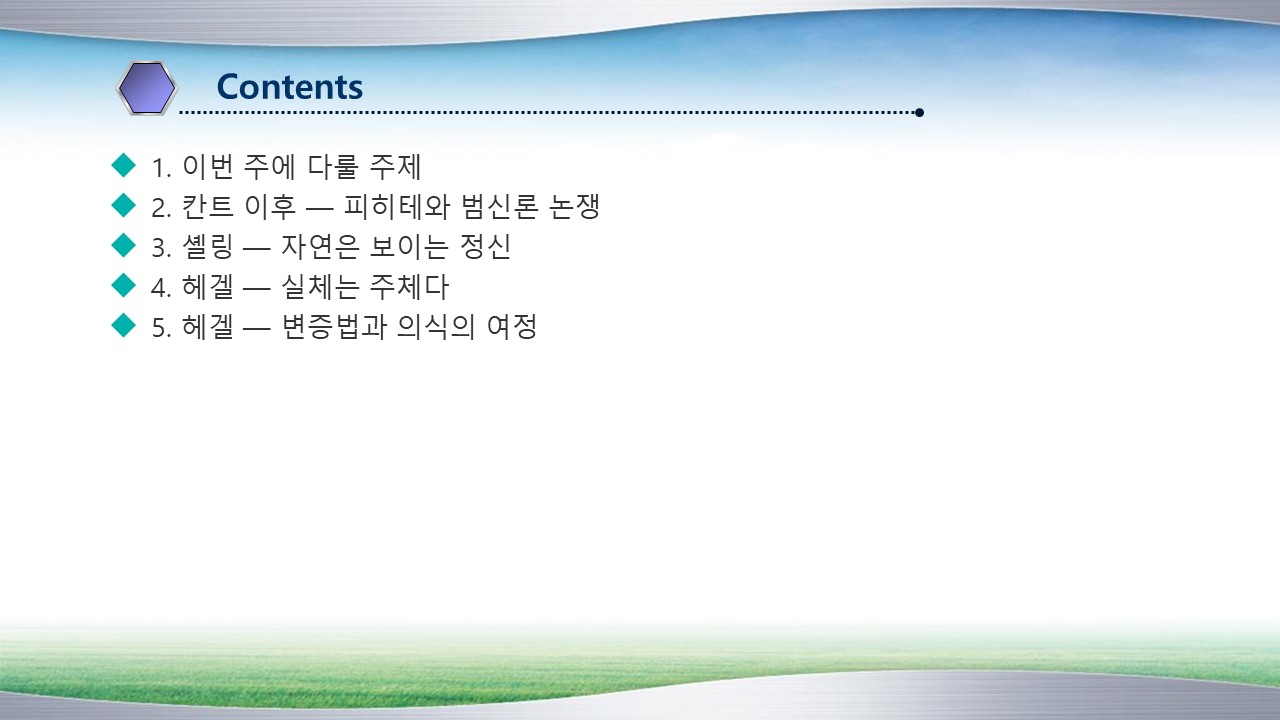 Contents
1. 이번 주에 다룰 주제
2. 칸트 이후 — 피히테와 범신론 논쟁
3. 셸링 — 자연은 보이는 정신
4. 헤겔 — 실체는 주체다
5. 헤겔 — 변증법과 의식의 여정